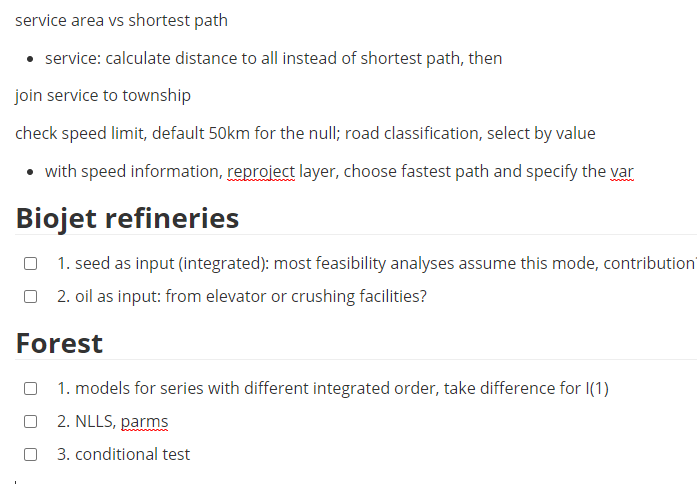 service area vs shortest path
service: calculate distance to all instead of shortest path, then
join service to township
check speed limit, default 50km for the null; road classification, select by value
with speed information, reproject layer, choose fastest path and specify the var
Biojet refineries
1. seed as input (integrated): most feasibility analyses assume this mode, contribution
2. oil as input: from elevator or crushing facilities?
Forest
1. models for series with different integrated order, take difference for I(1)
2. NLLS, parms
3. conditional test